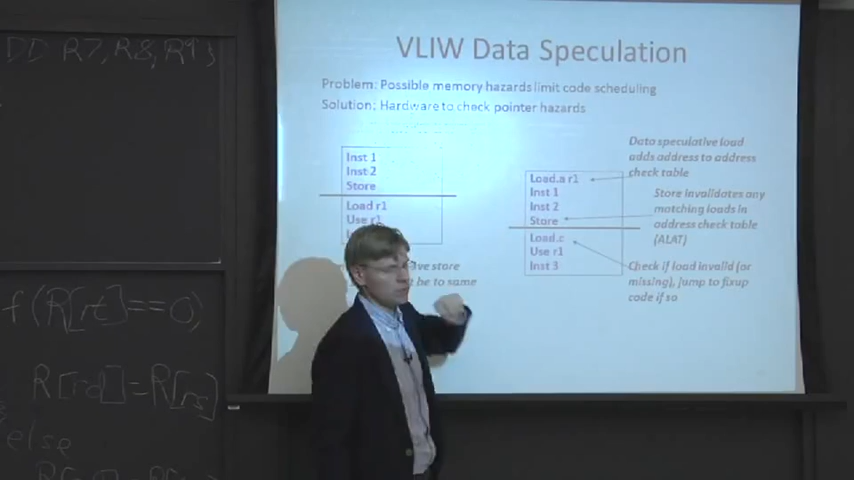 DD R7, R8, R9}
f (R[rt]==0)
R[rd]=R[rs]
else
VLIW Data Speculation
Problem: Possible memory hazards limit code scheduling
Solution: Hardware to check pointer hazards
Inst 1
Inst 2
Store
Load r1
Use r1
store
be to same
Load.a r1
Inst 1
Inst 2
Store
Load.c
Use r1
Inst 3
Data speculative load
adds address to address
check table
Store invalidates any
matching loads in
address check table
(ALAT)
Check if load invalid (or
missing), jump to fixup
code if so